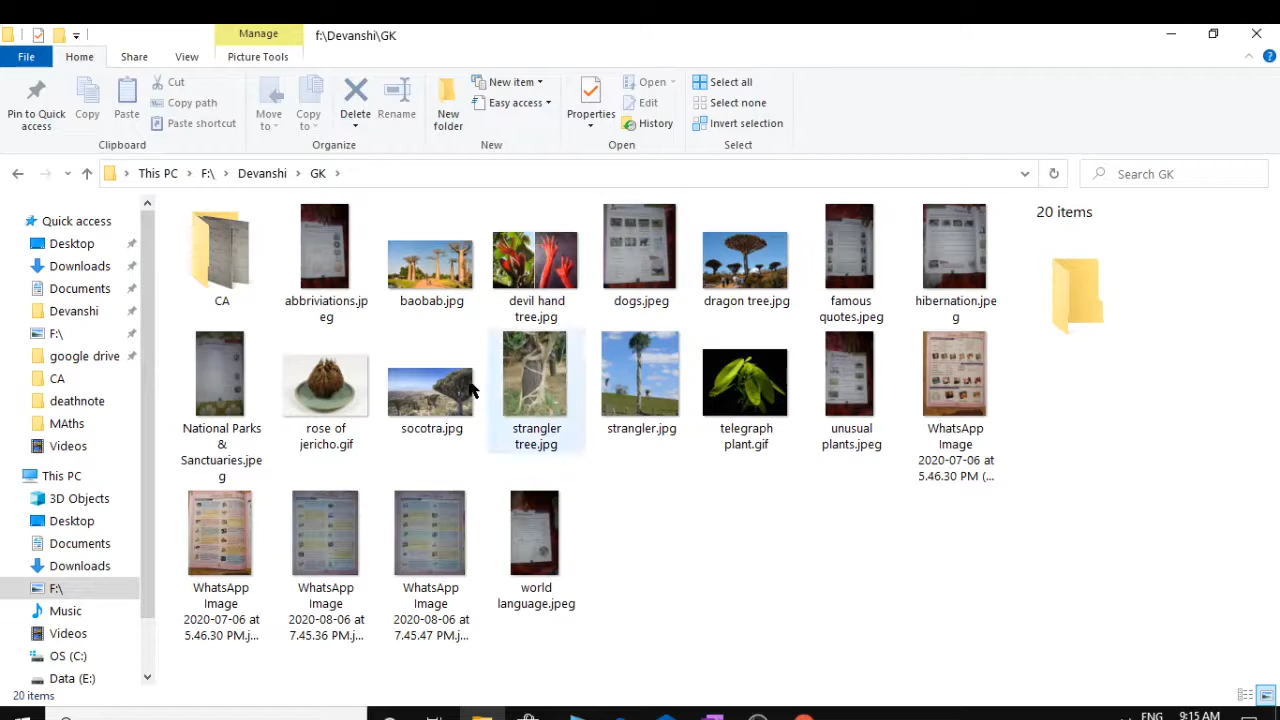 Manage
f:\Devanshi\GK
File
Home
Share
View
Picture Tools
Pin to Quick
access
Copy
Paste
Cut
Copy path
Paste shortcut
Clipboard
Move
to
Copy
to
Delete
Rename
Organize
New
folder
New item
Easy access
New
Properties
Open
Edit
History
Open
Select all
Select none
Invert selection
Select
This PC > F:\ > Devanshi > GK >
Search GK
Quick access
Desktop
Downloads
Documents
Devanshi
F:\
google drive
CA
deathnote
MAths
Videos
This PC
3D Objects
Desktop
Documents
Downloads
F:\
Music
Videos
OS (C:)
Data (E:)
CA
abbriviations.jp
eg
baobab.jpg
devil hand
tree.jpg
dogs.jpeg
dragon tree.jpg
famous
quotes.jpeg
hibernation.jpe
g
National Parks
&
Sanctuaries.jpe
g
rose of
jericho.gif
socotra.jpg
strangler
tree.jpg
strangler.jpg
telegraph
plant.gif
unusual
plants.jpeg
WhatsApp
Image
2020-07-06 at
5.46.30 PM (...
WhatsApp
Image
2020-07-06 at
5.46.30 PM.j...
WhatsApp
Image
2020-08-06 at
7.45.36 PM.j...
WhatsApp
Image
2020-08-06 at
7.45.47 PM.j...
world
language.jpeg
20 items
20 items
ENG
9:15 AM